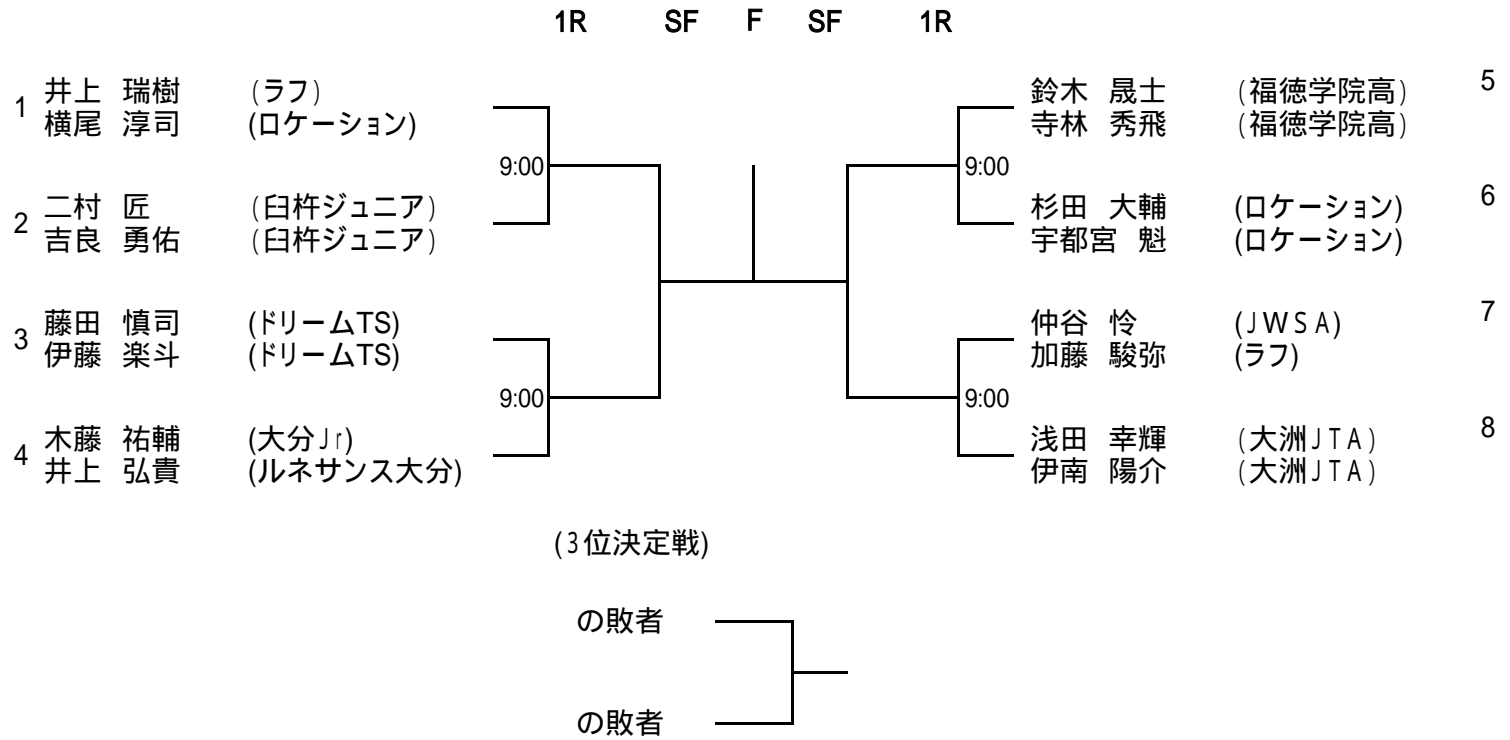 1R SF F SF 1R
1 井上 瑞樹 (ラフ)
横尾 淳司 (ロケーション)
9:00
2 二村 匠 (臼杵ジュニア)
吉良 勇佑 (臼杵ジュニア)
3 藤田 慎司 (ドリームTS)
伊藤 楽斗 (ドリームTS)
9:00
4 木藤 祐輔 (大分Jr)
井上 弘貴 (ルネサンス大分)
鈴木 晟士 (福徳学院高) 5
寺林 秀飛 (福徳学院高)
9:00
杉田 大輔 (ロケーション) 6
宇都宮 魁 (ロケーション)
仲谷 怜 (JWSA) 7
加藤 駿弥 (ラフ)
9:00
浅田 幸輝 (大洲JTA) 8
伊南 陽介 (大洲JTA)
(3位決定戦)
の敗者
の敗者